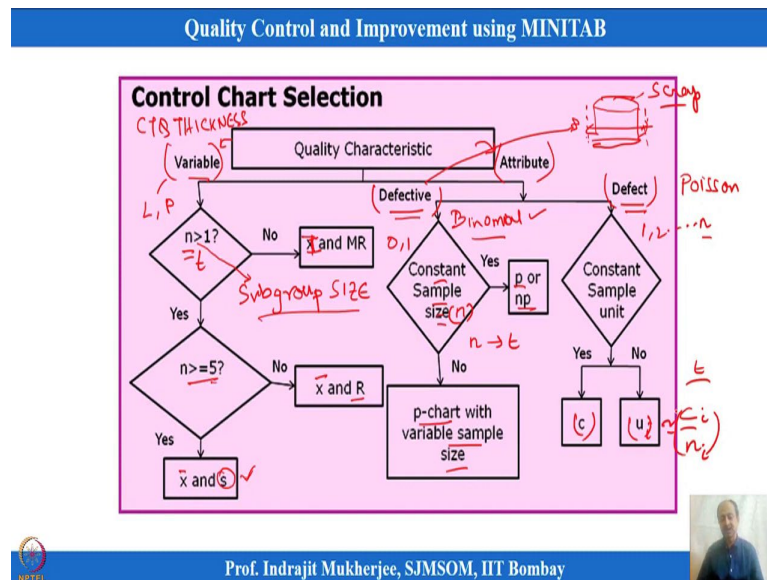 Quality Control and Improvement using MINITAB
Control Chart Selection
Scrap
CTQ THICKNESS
Quality Characteristic
(Variable)
(Attribute)
L, P
(Defective)
(Defect)
Poisson
Binomial
0,1
1,2....n
n>1?
= t
No
x and MR
I
Subgroup SIZE
Yes
Constant
Sample
size (n)
Yes
p or
np
n → t
Constant
Sample
unit
n>=5?
No
x̄ and R
Yes
x̄ and s
No
p-chart with
variable sample
size
Yes
No
t
(c)
(u)
ci
(ni)
NPTEL
Prof. Indrajit Mukherjee, SJMSOM, IIT Bombay